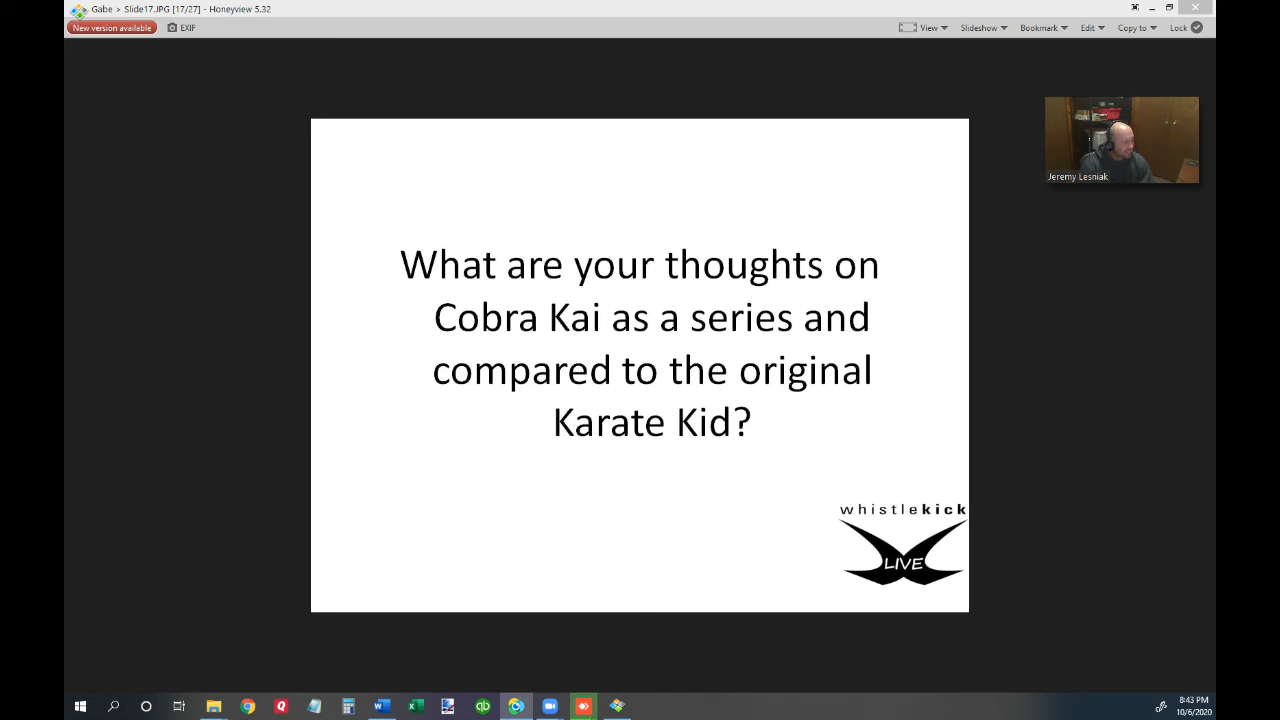 Gabe > Slide17.JPG [17/27] - Honeyview 5.32
New version available
EXIF
View
Slideshow
Bookmark
Edit
Copy to
Lock
Jeremy Lesniak
What are your thoughts on
Cobra Kai as a series and
compared to the original
Karate Kid?
whistlekick
LIVE
8:43 PM
10/6/2020